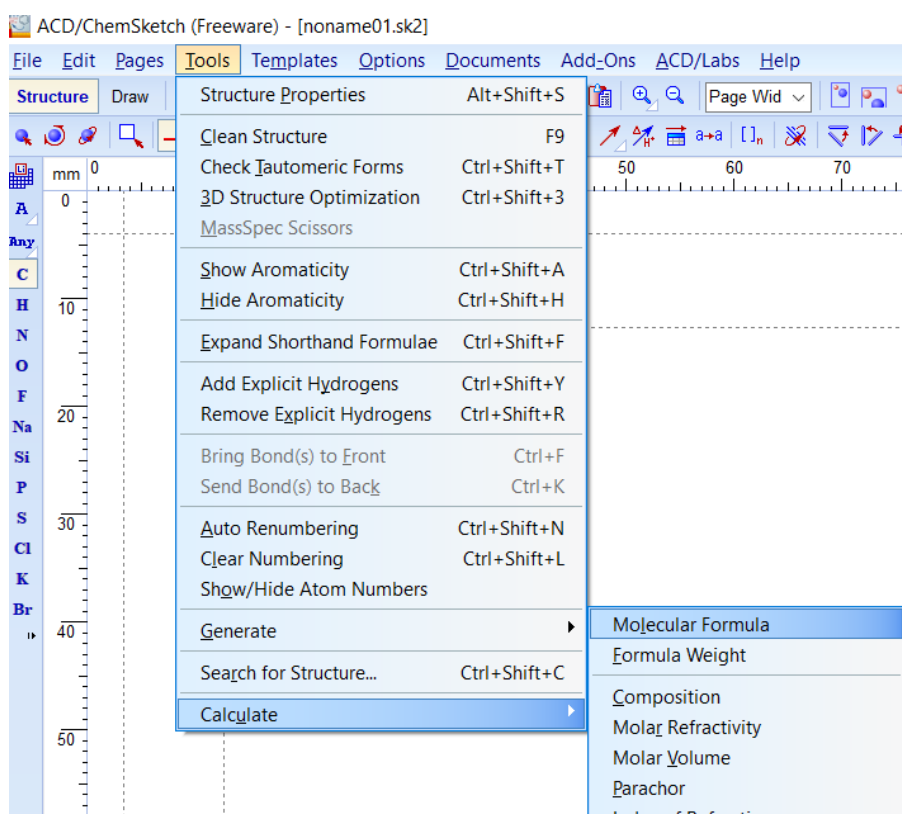 ACD/ChemSketch (Freeware) - [noname01.sk2]
File Edit Pages Tools Templates Options Documents Add-Ons ACD/Labs Help
Structure Draw Page Wid
a→a []n
mm 0 50 60 70
Structure Properties Alt+Shift+S
Clean Structure F9
Check Tautomeric Forms Ctrl+Shift+T
3D Structure Optimization Ctrl+Shift+3
MassSpec Scissors
Show Aromaticity Ctrl+Shift+A
Hide Aromaticity Ctrl+Shift+H
Expand Shorthand Formulae Ctrl+Shift+F
Add Explicit Hydrogens Ctrl+Shift+Y
Remove Explicit Hydrogens Ctrl+Shift+R
Bring Bond(s) to Front Ctrl+F
Send Bond(s) to Back Ctrl+K
Auto Renumbering Ctrl+Shift+N
Clear Numbering Ctrl+Shift+L
Show/Hide Atom Numbers
Generate
Search for Structure... Ctrl+Shift+C
Calculate
Molecular Formula
Formula Weight
Composition
Molar Refractivity
Molar Volume
Parachor
A
Any
C
H
N
O
F
Na
Si
P
S
Cl
K
Br
0
10
20
30
40
50